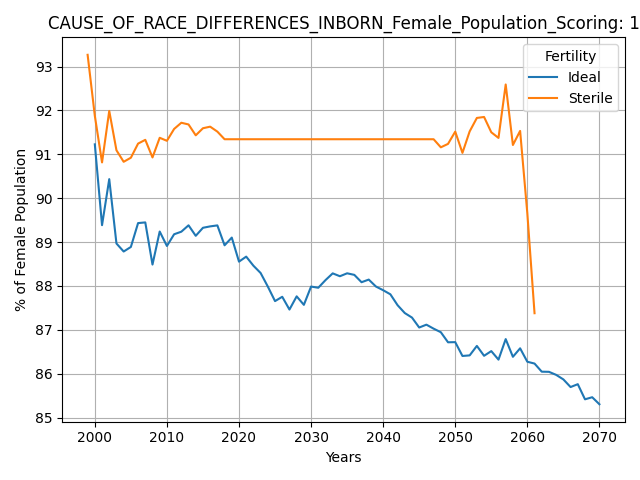 CAUSE_OF_RACE_DIFFERENCES_INBORN_Female_Population_Scoring: 1
Fertility
Ideal
Sterile
% of Female Population
93
92
91
90
89
88
87
86
85
2000 2010 2020 2030 2040 2050 2060 2070
Years